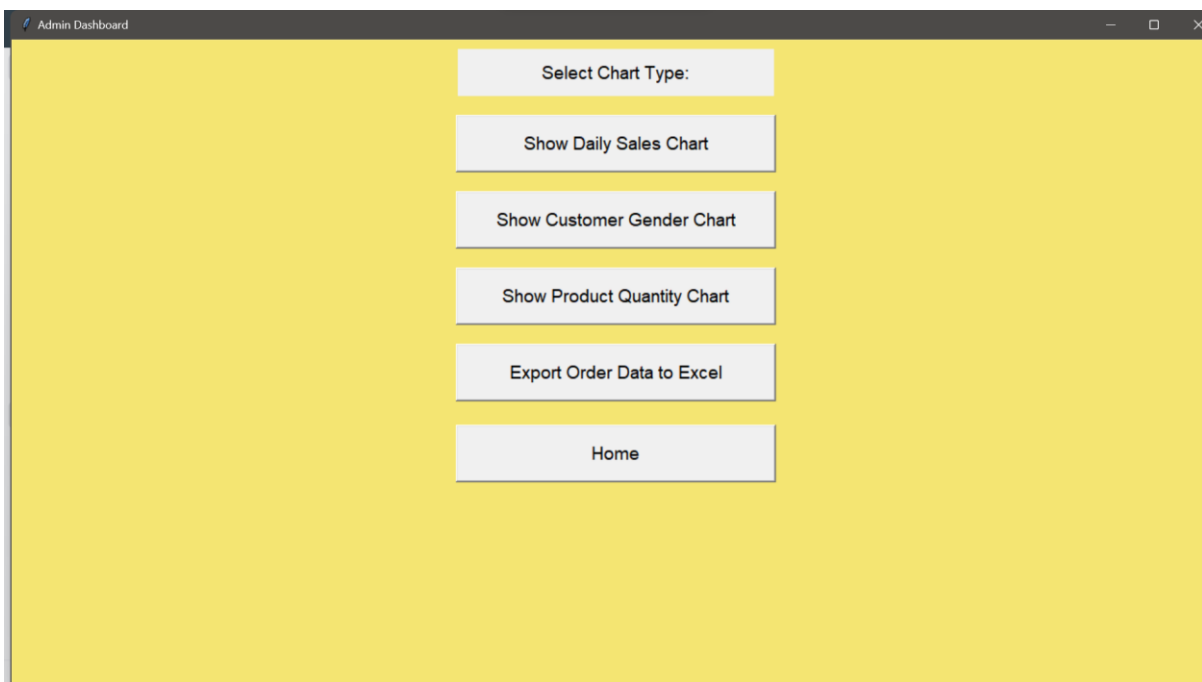 Admin Dashboard
Select Chart Type:
Show Daily Sales Chart
Show Customer Gender Chart
Show Product Quantity Chart
Export Order Data to Excel
Home